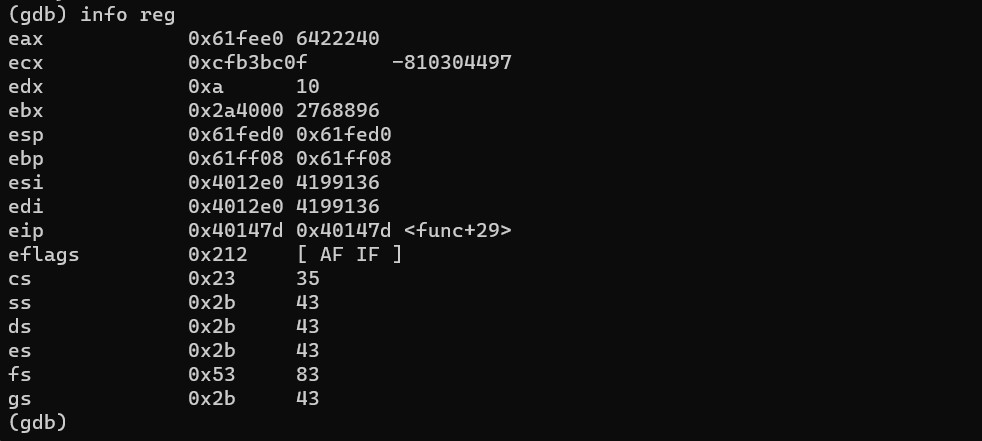 (gdb) info reg
eax            0x61fee0 6422240
ecx            0xcfb3bc0f       -810304497
edx            0xa      10
ebx            0x2a4000 2768896
esp            0x61fed0 0x61fed0
ebp            0x61ff08 0x61ff08
esi            0x4012e0 4199136
edi            0x4012e0 4199136
eip            0x40147d 0x40147d <func+29>
eflags         0x212    [ AF IF ]
cs             0x23     35
ss             0x2b     43
ds             0x2b     43
es             0x2b     43
fs             0x53     83
gs             0x2b     43
(gdb)